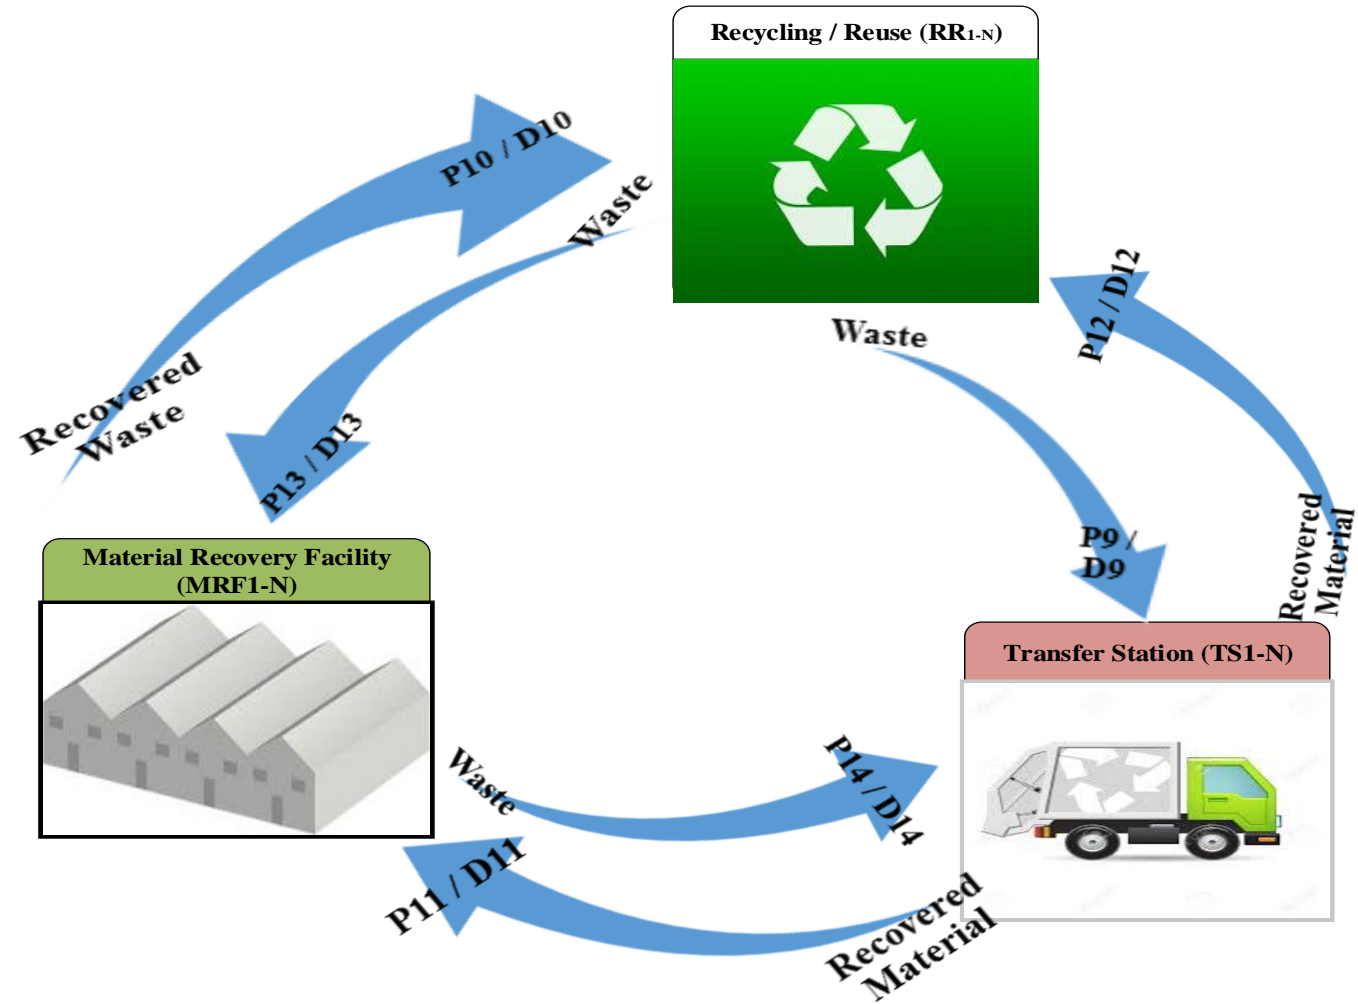 Recycling / Reuse (RR1-N)
P10 / D10
Waste
P12 / D12
Waste
Recovered
Waste
P13 / D13
Recovered
Material
P9 /
D9
Material Recovery Facility
(MRF1-N)
Transfer Station (TS1-N)
Waste
P14 / D14
P11 / D11
Recovered
Material